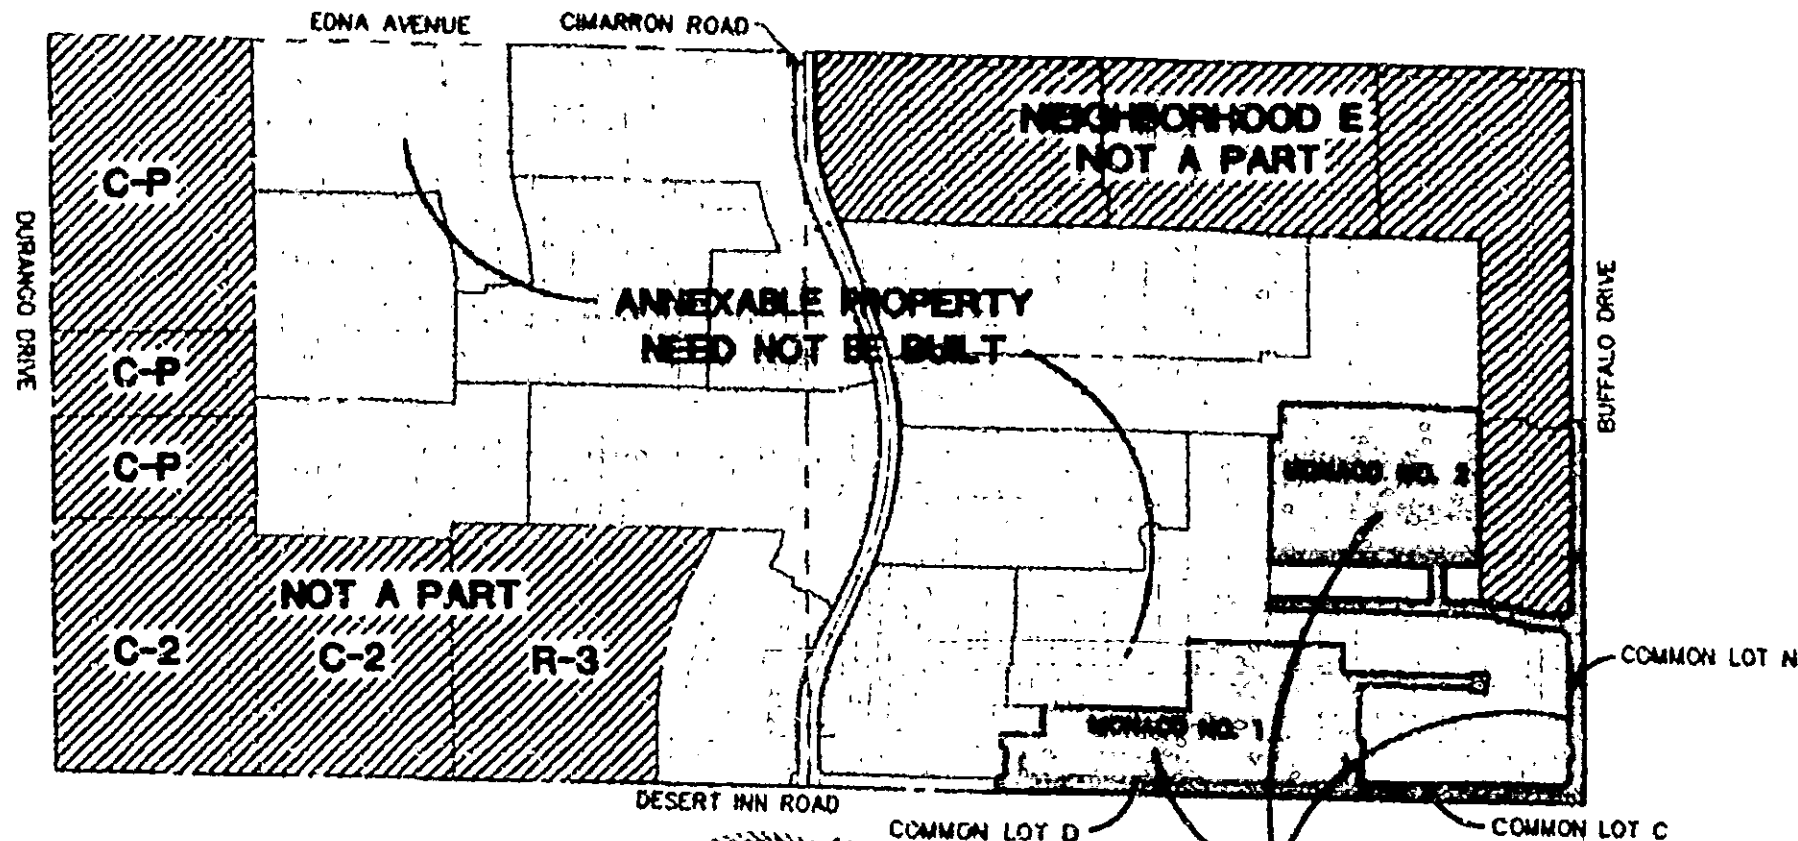 EDNA AVENUE
CIMARRON ROAD
NEIGHBORHOOD E
NOT A PART
C-P
DURANGO DRIVE
BUFFALO DRIVE
ANNEXABLE PROPERTY
NEED NOT BE BUILT
C-P
C-P
MONACO NO. 2
NOT A PART
C-2
C-2
R-3
COMMON LOT N
MONACO NO. 1
DESERT INN ROAD
COMMON LOT D
COMMON LOT C